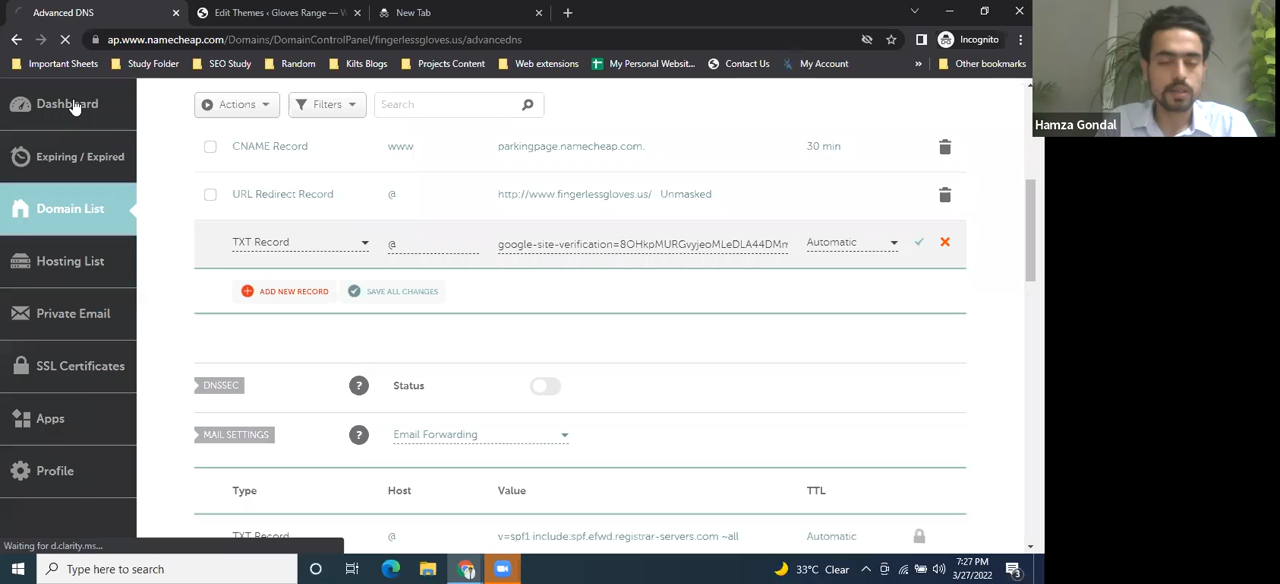 Advanced DNS
Edit Themes ‹ Gloves Range — W
New Tab
ap.www.namecheap.com/Domains/DomainControlPanel/fingerlessgloves.us/advancedns
Incognito
Important Sheets
Study Folder
SEO Study
Random
Kilts Blogs
Projects Content
Web extensions
My Personal Websit...
Contact Us
My Account
»
Other bookmarks
Dashboard
Expiring / Expired
Domain List
Hosting List
Private Email
SSL Certificates
Apps
Profile
Actions
Filters
Search
CNAME Record www parkingpage.namecheap.com. 30 min
URL Redirect Record @ http://www.fingerlessgloves.us/ Unmasked
TXT Record @ Automatic
ADD NEW RECORD SAVE ALL CHANGES
DNSSEC ? Status
MAIL SETTINGS ? Email Forwarding
Type Host Value TTL
TXT Record @ v=spf1 include:spf.efwd.registrar-servers.com ~all Automatic
Waiting for d.clarity.ms...
Type here to search
33°C Clear
7:27 PM
3/27/2022
3
Hamza Gondal